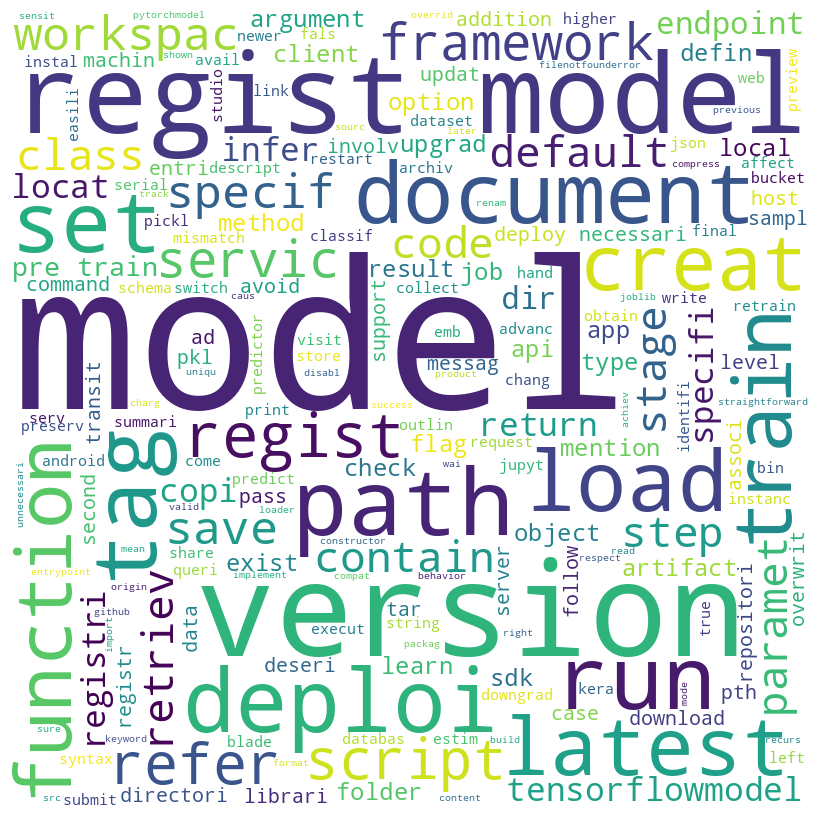 sensit pytorchmodel overrid
workspac argument addition higher endpoint
newer fals shown filenotfounderror
instal machin avail client framework defin web preview
regist model
easili studio link updat option dataset previous
sourc later json
class infer involv upgrad default local
entri descript restart archiv compress affect bucket
locat serial track specif document host sampl
pickl method classif renam final
set mismatch code deploy necessari
pre train servic result job hand creat
command schema switch avoid collect support joblib obtain retrain
caus dir advanc write
model
ad predictor visit emb api app stage specifi train
pkl store messag type level
uniqu disabl product chang identifi straightforward
charg success achiev
serv summari regist print outlin return
preserv transit flag request mention associ
tag wai
android come check jupyt load bin
function second copi predict pass path instanc
unnecessari valid loader constructor respect read
save object step
mean share exist contain server follow artifact
entrypoint queri implement compat behavior repositori overwrit
registri origin retriev data tar version true paramet
github registr string
import execut packag right run
deseri learn sdk mode pth
deploi downgrad kera
sure keyword blade databas estim build case download recurs
syntax refer script format latest left
src submit directori librari folder content tensorflowmodel